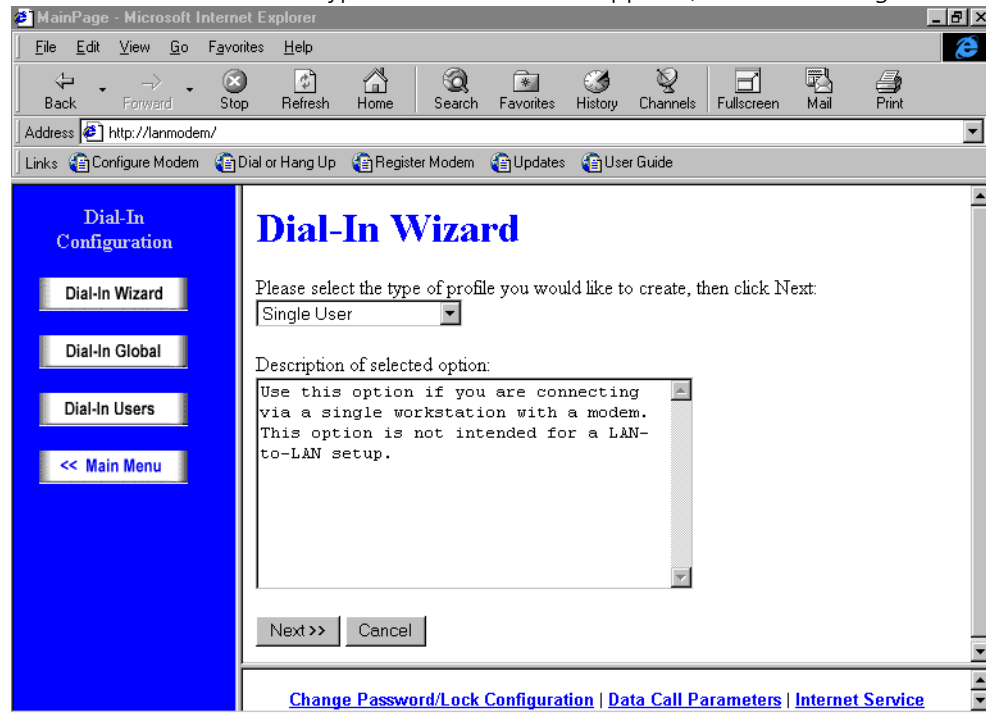 MainPage - Microsoft Internet Explorer
File Edit View Go Favorites Help
Back Forward Stop Refresh Home Search Favorites History Channels Fullscreen Mail Print
Address http://lanmodem/
Links Configure Modem Dial or Hang Up Register Modem Updates User Guide
Dial-In
Configuration
Dial-In Wizard
Dial-In Global
Dial-In Users
<< Main Menu
Dial-In Wizard
Please select the type of profile you would like to create, then click Next:
Single User
Description of selected option:
Use this option if you are connecting
via a single workstation with a modem.
This option is not intended for a LAN-
to-LAN setup.
Next>> Cancel
Change Password/Lock Configuration | Data Call Parameters | Internet Service